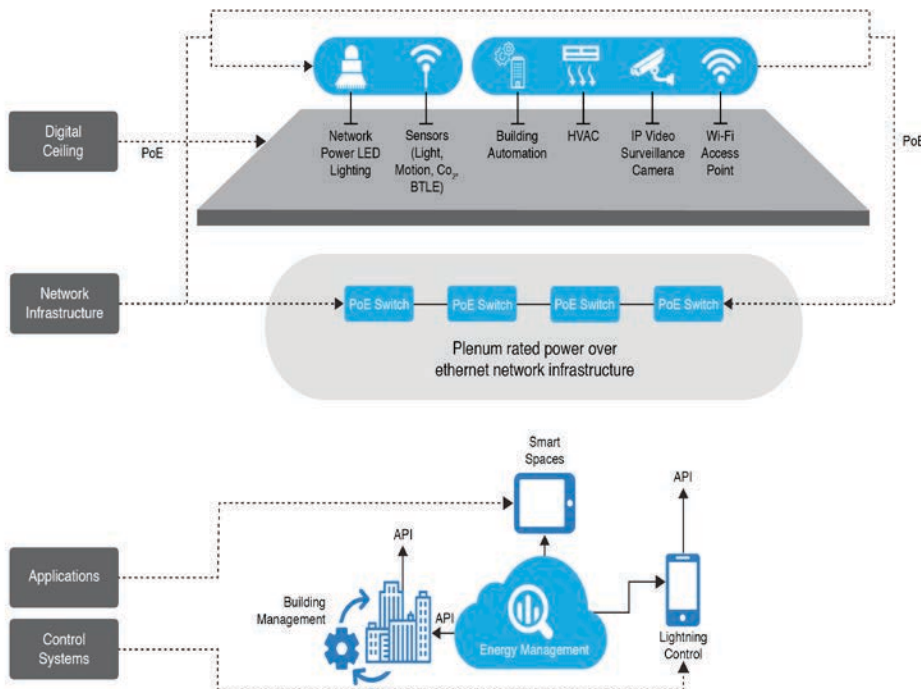 Digital
Ceiling
PoE
Network
Power LED
Lighting
Sensors
(Light,
Motion, Co2,
BTLE)
Building
Automation
HVAC
IP Video
Surveillance
Camera
Wi-Fi
Access
Point
PoE
Network
Infrastructure
PoE Switch
PoE Switch
PoE Switch
PoE Switch
Plenum rated power over
ethernet network infrastructure
Smart
Spaces
API
Applications
API
Building
Management
API
Energy Management
Lightning
Control
Control
Systems